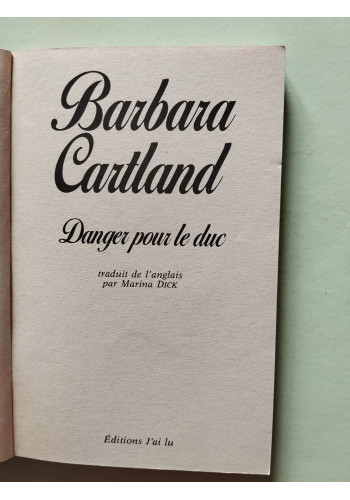 Barbara
Cartland
Danger pour le duc
traduit de l'anglais
par Marina DICK
Éditions J'ai lu